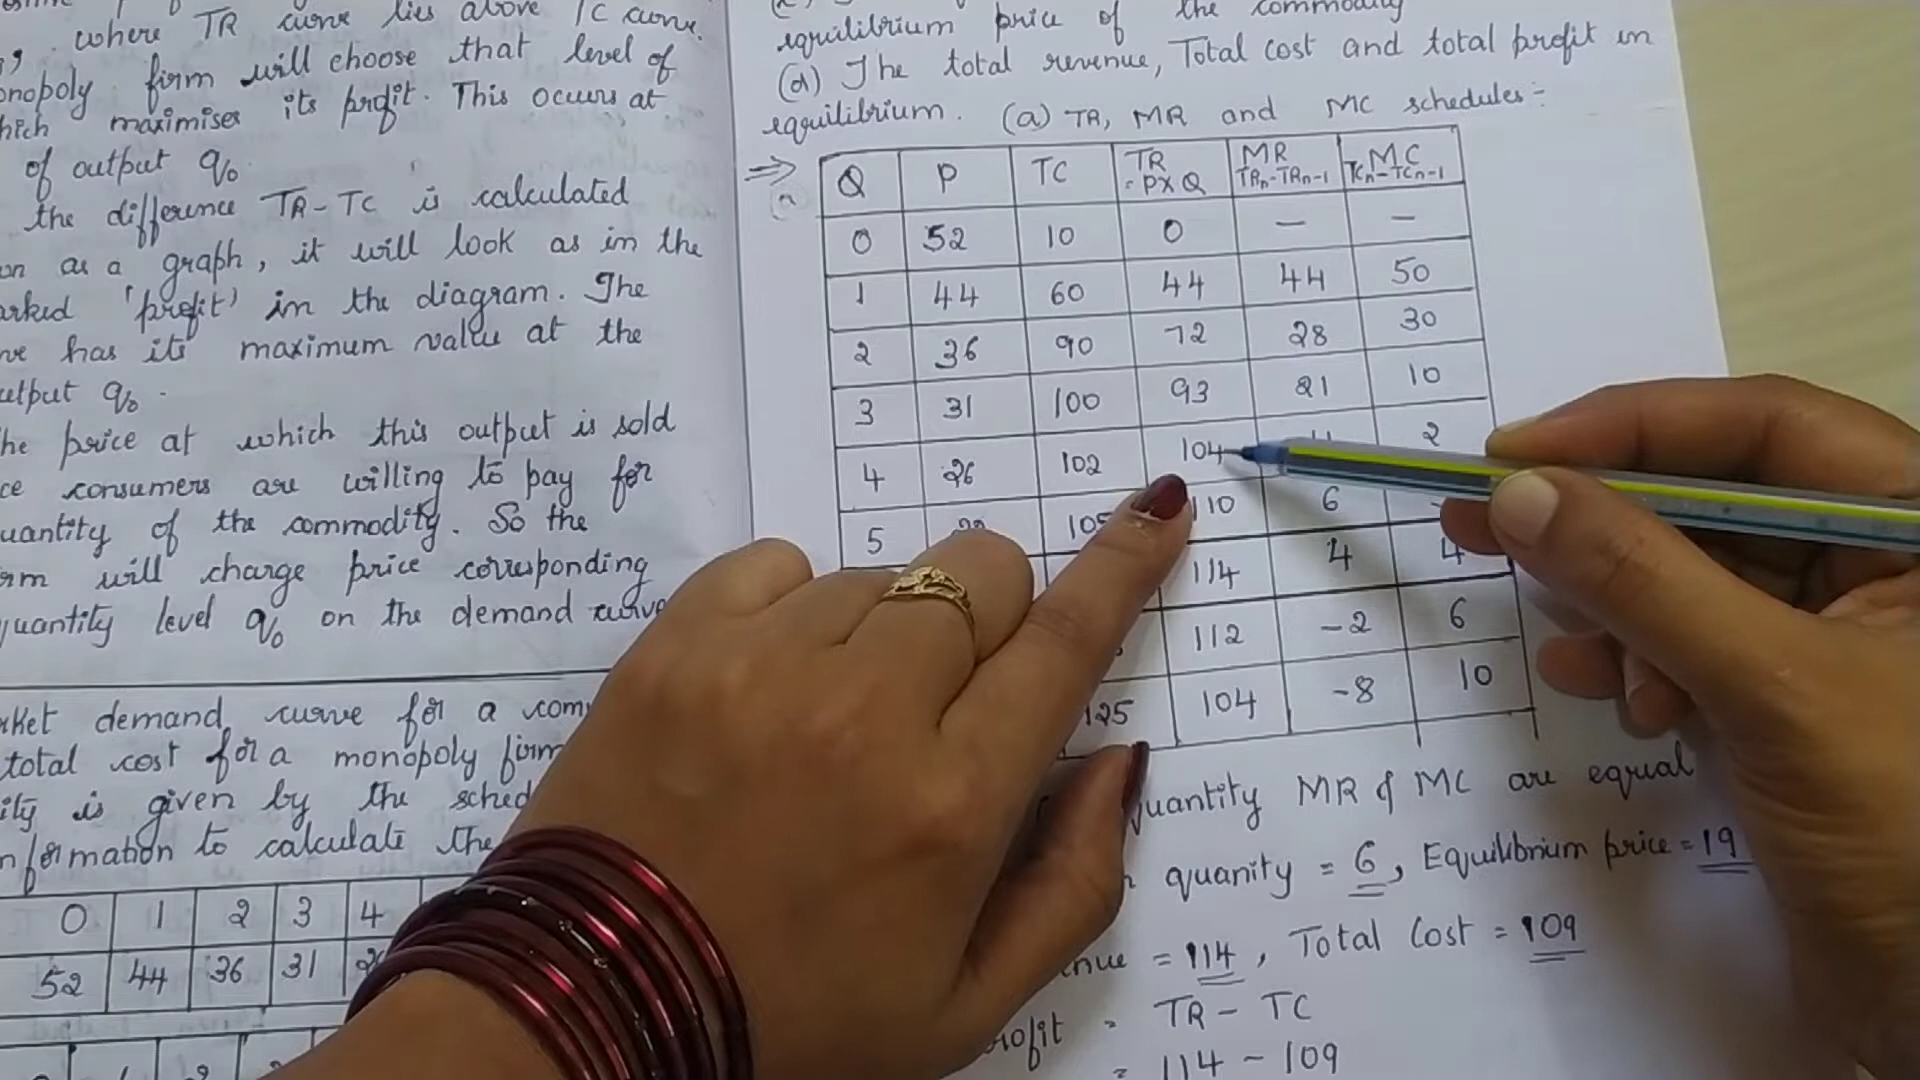 where TR curve lies above TC curve.
firm will choose that level of
which maximises its profit. This occurs at
of output q0.
the difference TR-TC is calculated
as a graph, it will look as in the
'profit' in the diagram. The
has its maximum value at the
q0.
price at which this output is sold
consumers are willing to pay for
of the commodity. So the
will charge price corresponding
quantity level q0 on the demand curve
demand curve for a
total cost for a monopoly firm
is given by the
to calculate the
0 1 2 3 4
52 44 36 31
equilibrium price of the commodity
(d) The total revenue, Total cost and total profit in
equilibrium. (a) TR, MR and MC schedules:-
Q P TC TR = P×Q MR TRn-TRn-1 MC TCn-TCn-1
0 52 10 0 — —
1 44 60 44 44 50
2 36 90 72 28 30
3 31 100 93 21 10
4 26 102 104 2
5 105 110 6
114 4 4
112 -2 6
125 104 -8 10
quantity MR & MC are equal
quanity = 6, Equilibrium price = 19
= 114, Total Cost = 109
= TR - TC
= 114 - 109